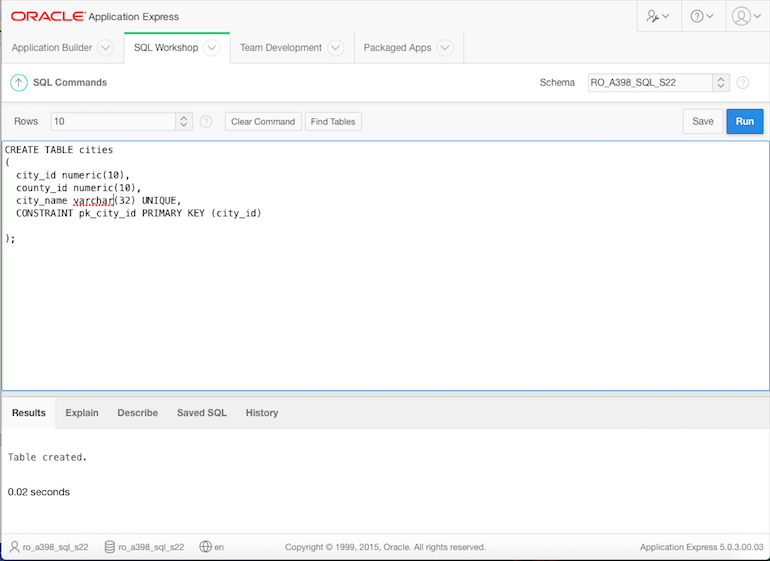 ORACLE® Application Express
Application Builder SQL Workshop Team Development Packaged Apps
SQL Commands Schema RO_A398_SQL_S22
Rows 10 Clear Command Find Tables Save Run
CREATE TABLE cities
(
city_id numeric(10),
county_id numeric(10),
city_name varchar(32) UNIQUE,
CONSTRAINT pk_city_id PRIMARY KEY (city_id)
);
Results Explain Describe Saved SQL History
Table created.
0.02 seconds
ro_a398_sql_s22 ro_a398_sql_s22 en Copyright © 1999, 2015, Oracle. All rights reserved. Application Express 5.0.3.00.03